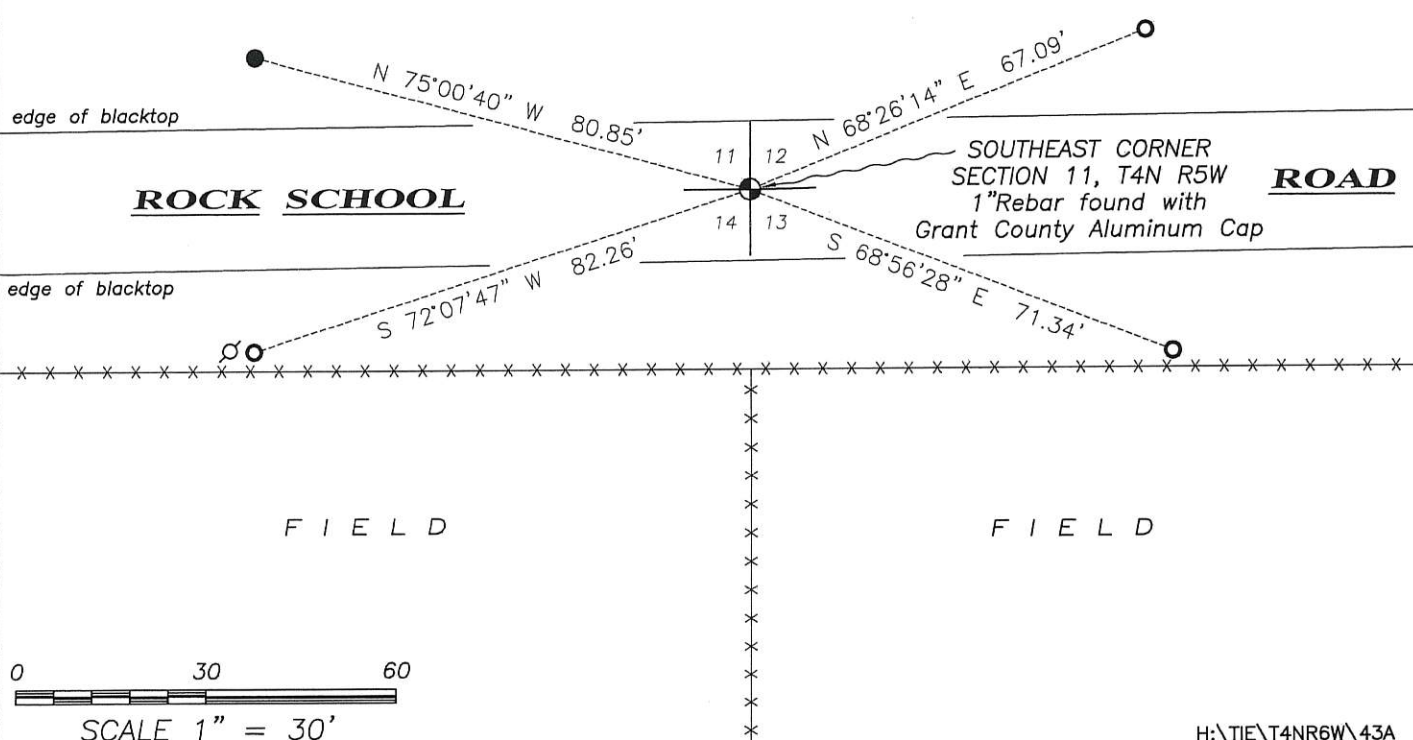 N 75°00'40" W 80.85'
N 68°26'14" E 67.09'
edge of blacktop
11 12
SOUTHEAST CORNER
SECTION 11, T4N R5W
1"Rebar found with
Grant County Aluminum Cap
ROCK SCHOOL ROAD
14 13
S 72°07'47" W 82.26'
S 68°56'28" E 71.34'
edge of blacktop
FIELD FIELD
0 30 60
SCALE 1" = 30'
H:\TIE\T4NR6W\43A